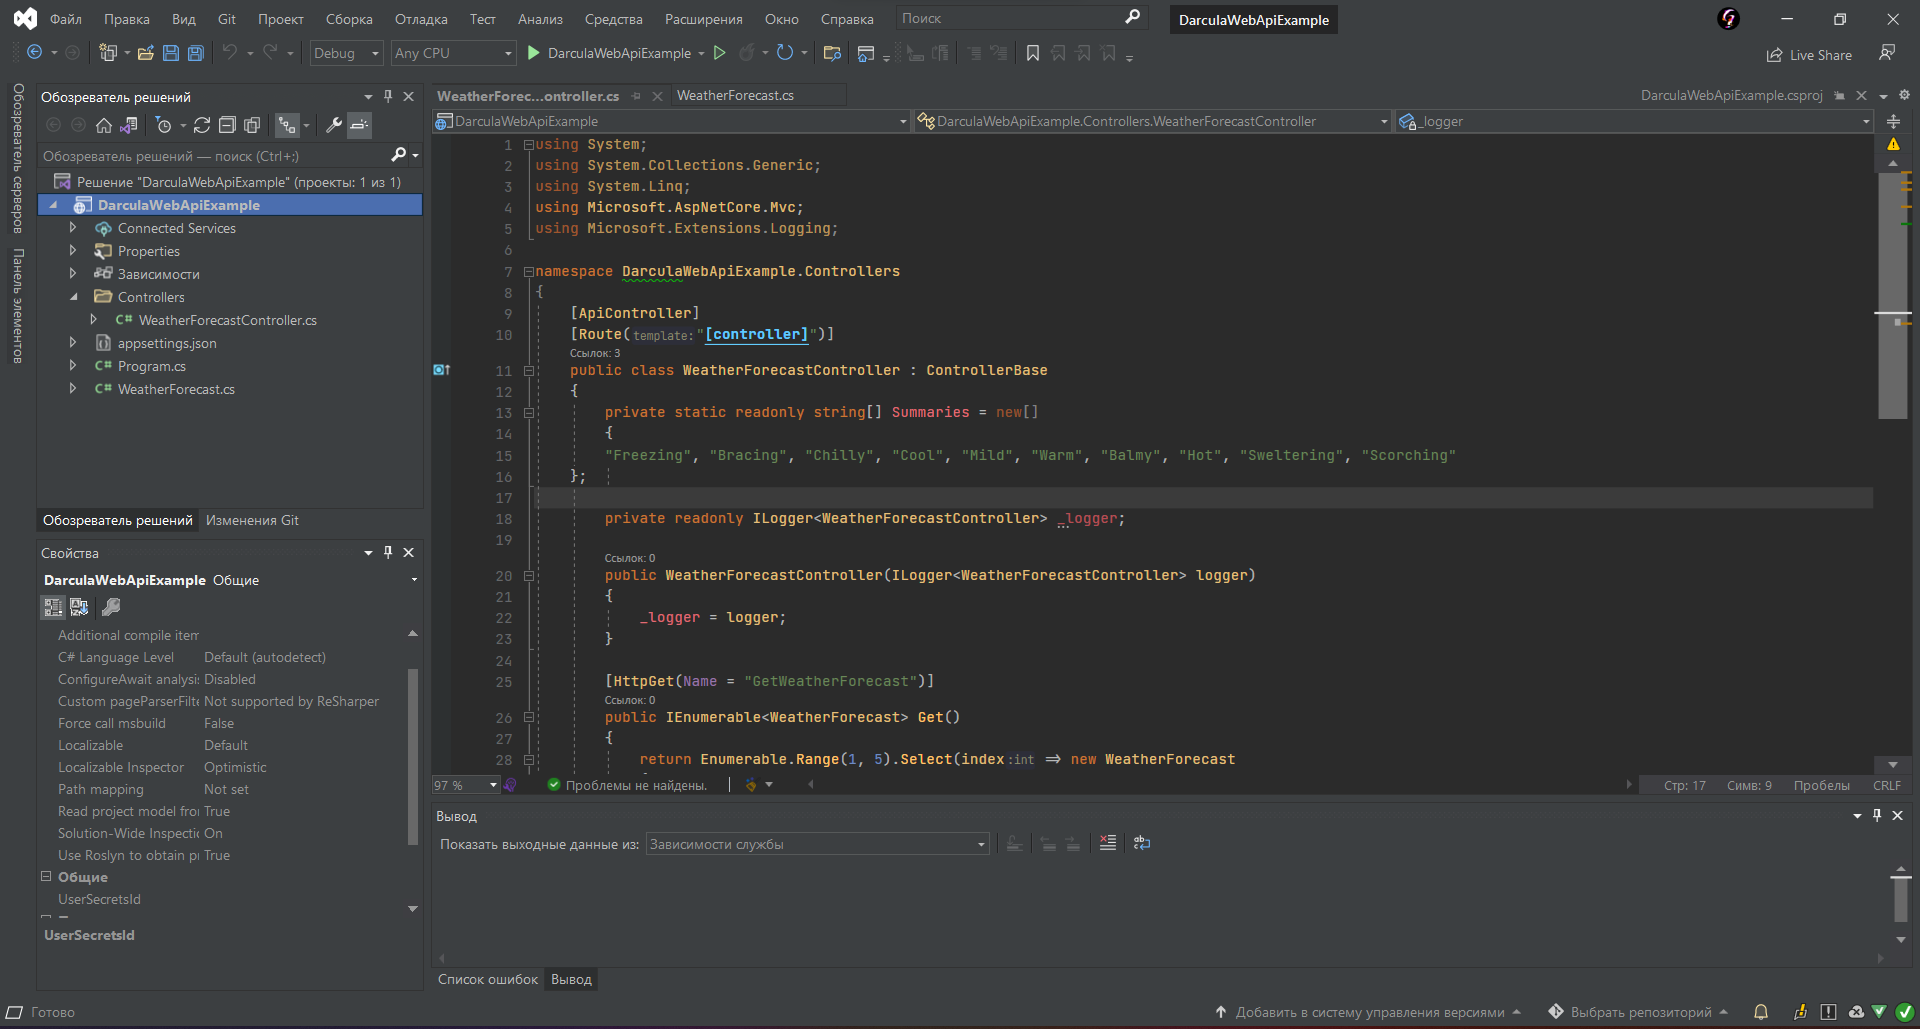 Файл Правка Вид Git Проект Сборка Отладка Тест Анализ Средства Расширения Окно Справка Поиск DarculaWebApiExample
Debug Any CPU DarculaWebApiExample Live Share
Обозреватель серверов
Панель элементов
Обозреватель решений
Обозреватель решений — поиск (Ctrl+;)
Решение "DarculaWebApiExample" (проекты: 1 из 1)
DarculaWebApiExample
Connected Services
Properties
Зависимости
Controllers
C# WeatherForecastController.cs
appsettings.json
C# Program.cs
C# WeatherForecast.cs
Обозреватель решений Изменения Git
Свойства
DarculaWebApiExample Общие
Additional compile item
C# Language Level Default (autodetect)
ConfigureAwait analysis Disabled
Custom pageParserFilte Not supported by ReSharper
Force call msbuild False
Localizable Default
Localizable Inspector Optimistic
Path mapping Not set
Read project model fro True
Solution-Wide Inspectio On
Use Roslyn to obtain p True
Общие
UserSecretsId
UserSecretsId
WeatherForec...ontroller.cs WeatherForecast.cs DarculaWebApiExample.csproj
DarculaWebApiExample DarculaWebApiExample.Controllers.WeatherForecastController _logger
1 using System;
2 using System.Collections.Generic;
3 using System.Linq;
4 using Microsoft.AspNetCore.Mvc;
5 using Microsoft.Extensions.Logging;
6
7 namespace DarculaWebApiExample.Controllers
8 {
9 [ApiController]
10 [Route(template:"[controller]")]
Ссылок: 3
11 public class WeatherForecastController : ControllerBase
12 {
13 private static readonly string[] Summaries = new[]
14 {
15 "Freezing", "Bracing", "Chilly", "Cool", "Mild", "Warm", "Balmy", "Hot", "Sweltering", "Scorching"
16 };
17
18 private readonly ILogger<WeatherForecastController> _logger;
19
Ссылок: 0
20 public WeatherForecastController(ILogger<WeatherForecastController> logger)
21 {
22 _logger = logger;
23 }
24
25 [HttpGet(Name = "GetWeatherForecast")]
Ссылок: 0
26 public IEnumerable<WeatherForecast> Get()
27 {
28 return Enumerable.Range(1, 5).Select(index:int => new WeatherForecast
97 % Проблемы не найдены. Стр: 17 Симв: 9 Пробелы CRLF
Вывод
Показать выходные данные из: Зависимости службы
Список ошибок Вывод
Готово Добавить в систему управления версиями Выбрать репозиторий